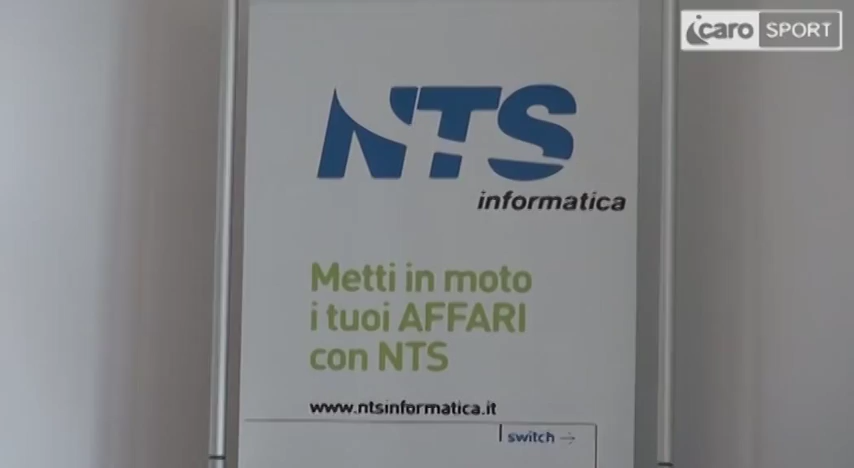 icaro SPORT
NTS
informatica
Metti in moto
i tuoi AFFARI
con NTS
www.ntsinformatica.it
switch →